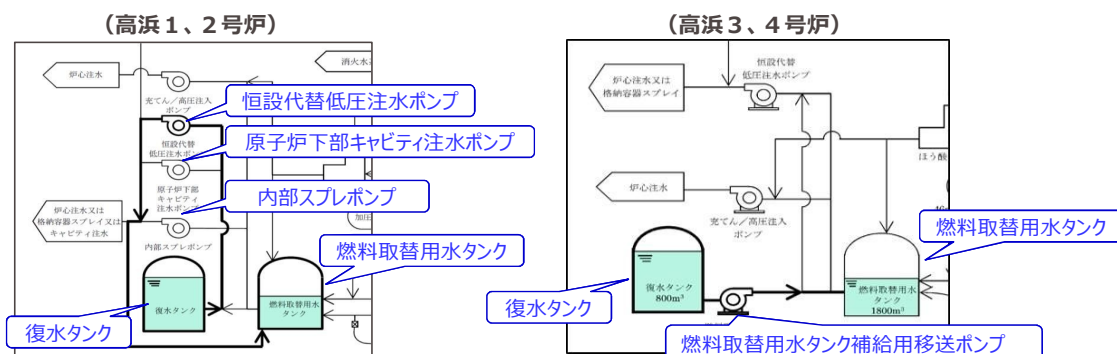 （高浜１、２号炉）
炉心注水
消火水
充てん／高圧注入
ポンプ
恒設代替低圧注水ポンプ
恒設代替
低圧注水ポン
原子炉下部キャビティ注水ポンプ
原子炉下部
キャビティ
注水ポンプ
内部スプレポンプ
炉心注水又は
格納容器スプレイ又は
キャビティ注水
内部スプレポンプ
加圧
燃料取替用水タンク
復水タンク
燃料取替用水
タンク
復水タンク
（高浜３、４号炉）
炉心注水又は
格納容器スプレイ
恒設代替
低圧注水ポンプ
ほう酸
炉心注水
充てん／高圧注入
ポンプ
燃料取替用水タンク
復水タンク
800m³
燃料取替用水
タンク
1800m³
復水タンク
燃料取替用水タンク補給用移送ポンプ